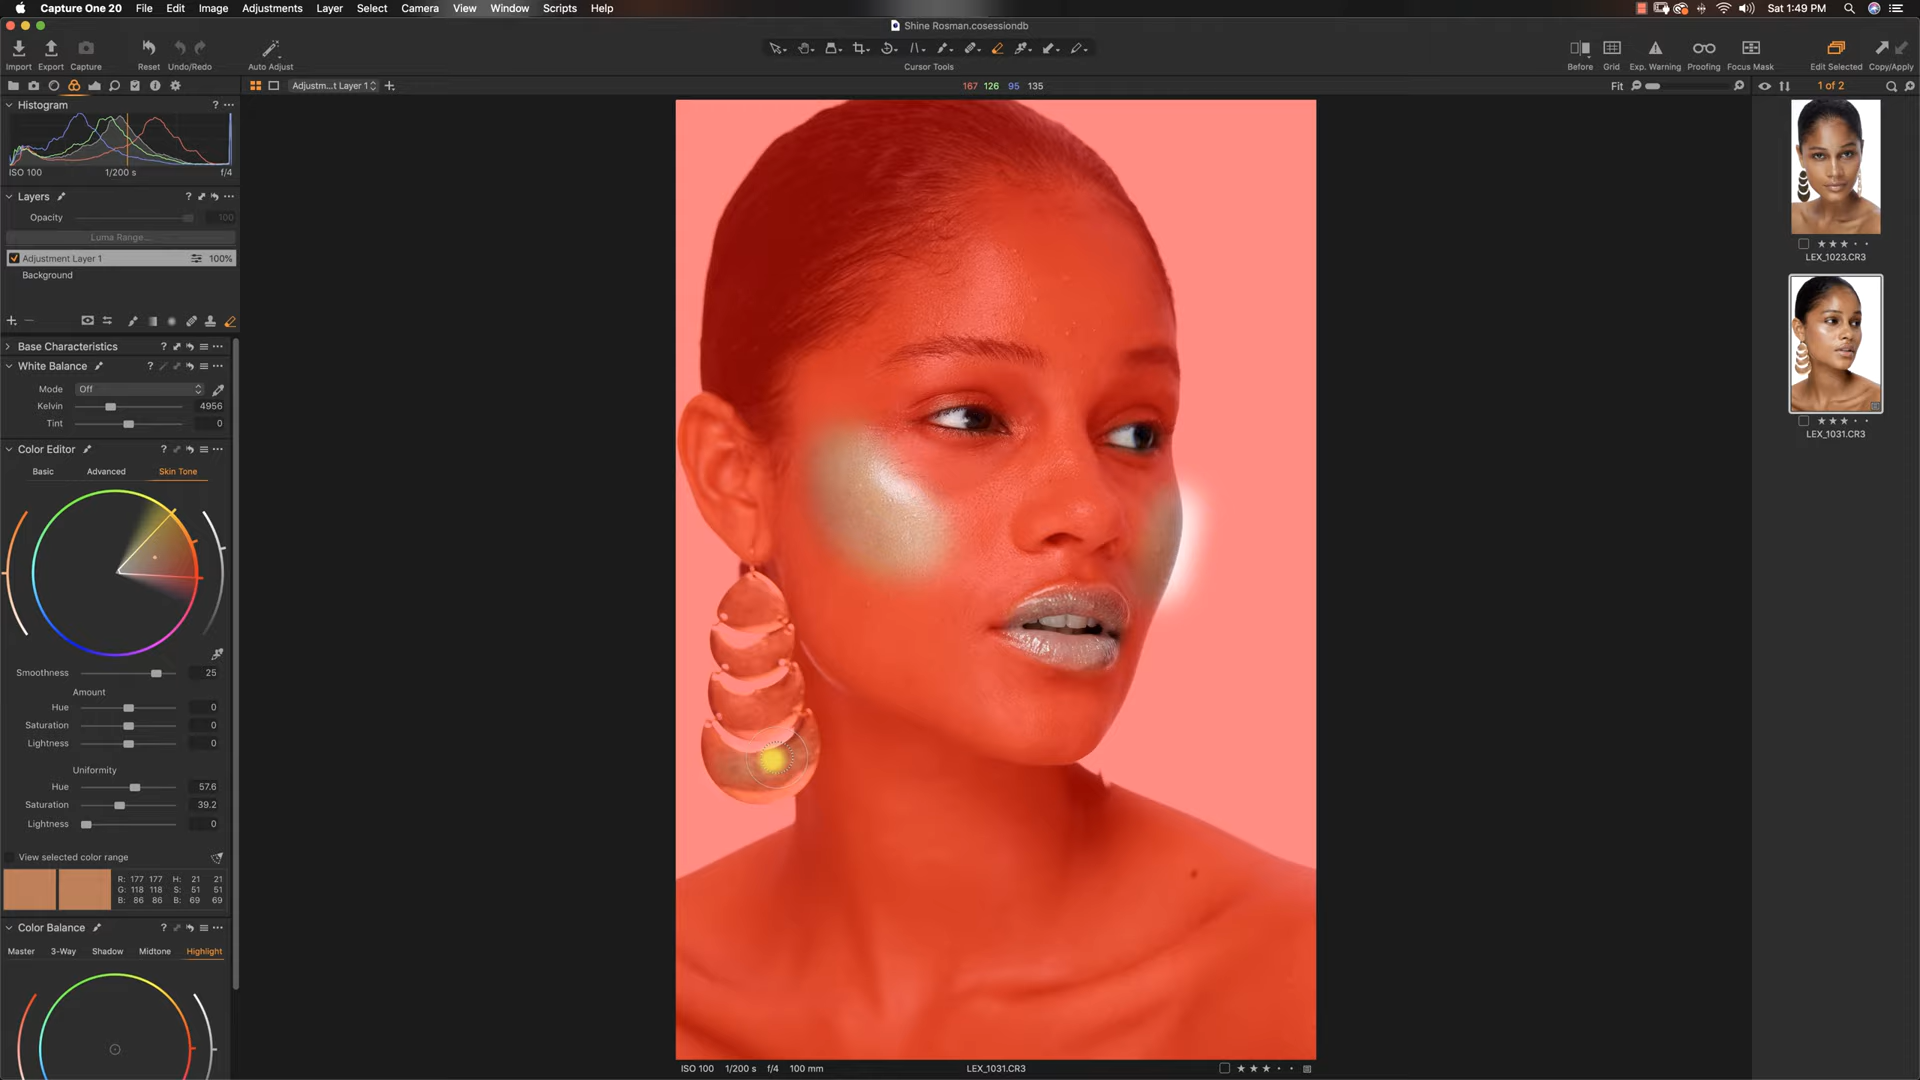 Capture One 20 File Edit Image Adjustments Layer Select Camera View Window Scripts Help Sat 1:49 PM
Shine Rosman.cosessiondb
Import Export Capture Reset Undo/Redo Auto Adjust Cursor Tools Before Grid Exp. Warning Proofing Focus Mask Edit Selected Copy/Apply
Adjustm...t Layer 1 167 126 95 135 Fit 1 of 2
Histogram ?
ISO 100 1/200 s f/4
Layers ?
Opacity 100
Luma Range...
Adjustment Layer 1 100%
Background
Base Characteristics ?
White Balance ?
Mode Off
Kelvin 4956
Tint 0
Color Editor ?
Basic Advanced Skin Tone
Smoothness 25
Amount
Hue 0
Saturation 0
Lightness 0
Uniformity
Hue 57.6
Saturation 39.2
Lightness 0
View selected color range
R: 177 177 H: 21 21
G: 118 118 S: 51 51
B: 86 86 B: 69 69
Color Balance ?
Master 3-Way Shadow Midtone Highlight
LEX_1023.CR3
LEX_1031.CR3
ISO 100 1/200 s f/4 100 mm LEX_1031.CR3